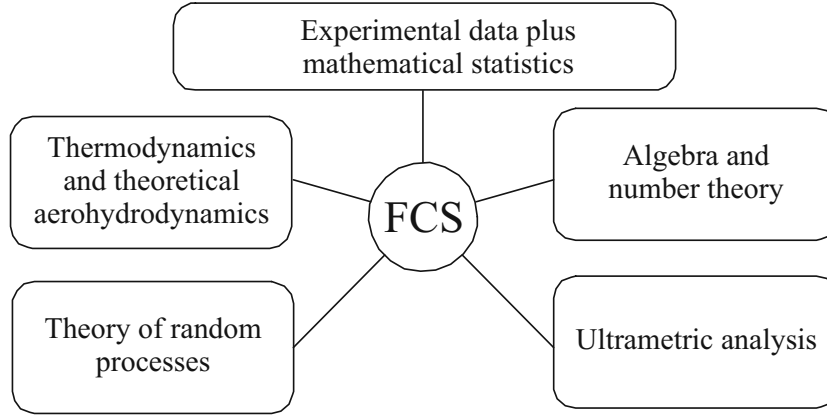 Experimental data plus
mathematical statistics
Thermodynamics
and theoretical
aerohydrodynamics
Algebra and
number theory
FCS
Theory of random
processes
Ultrametric analysis